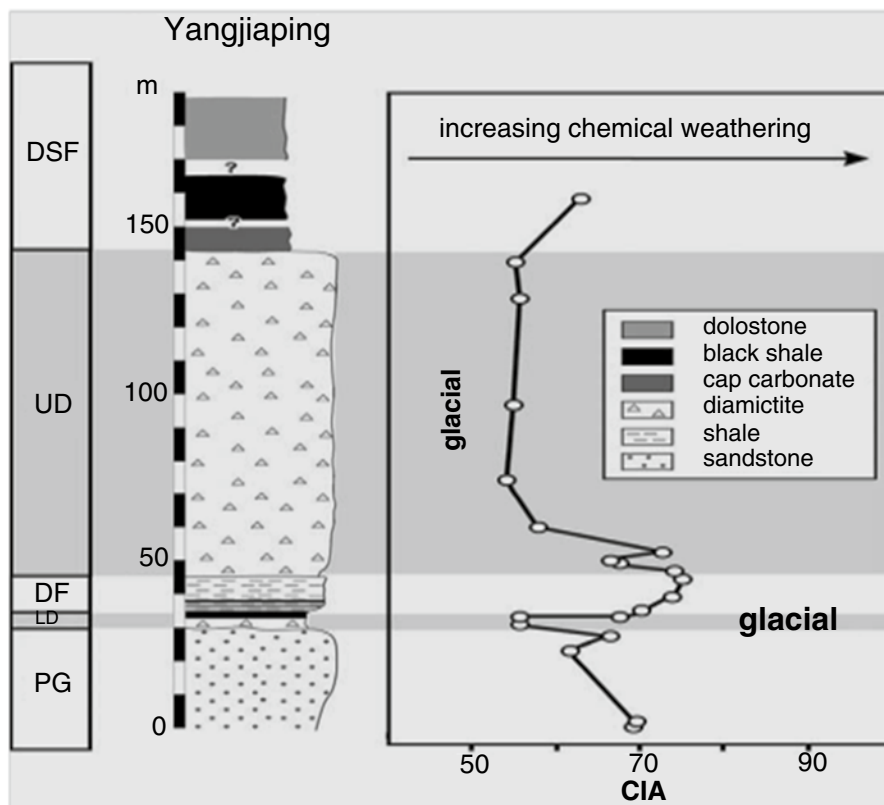 Yangjiaping
m
DSF
?
?
150
UD
100
50
DF
LD
PG
0
increasing chemical weathering
glacial
dolostone
black shale
cap carbonate
diamictite
shale
sandstone
glacial
50 70 90
CIA